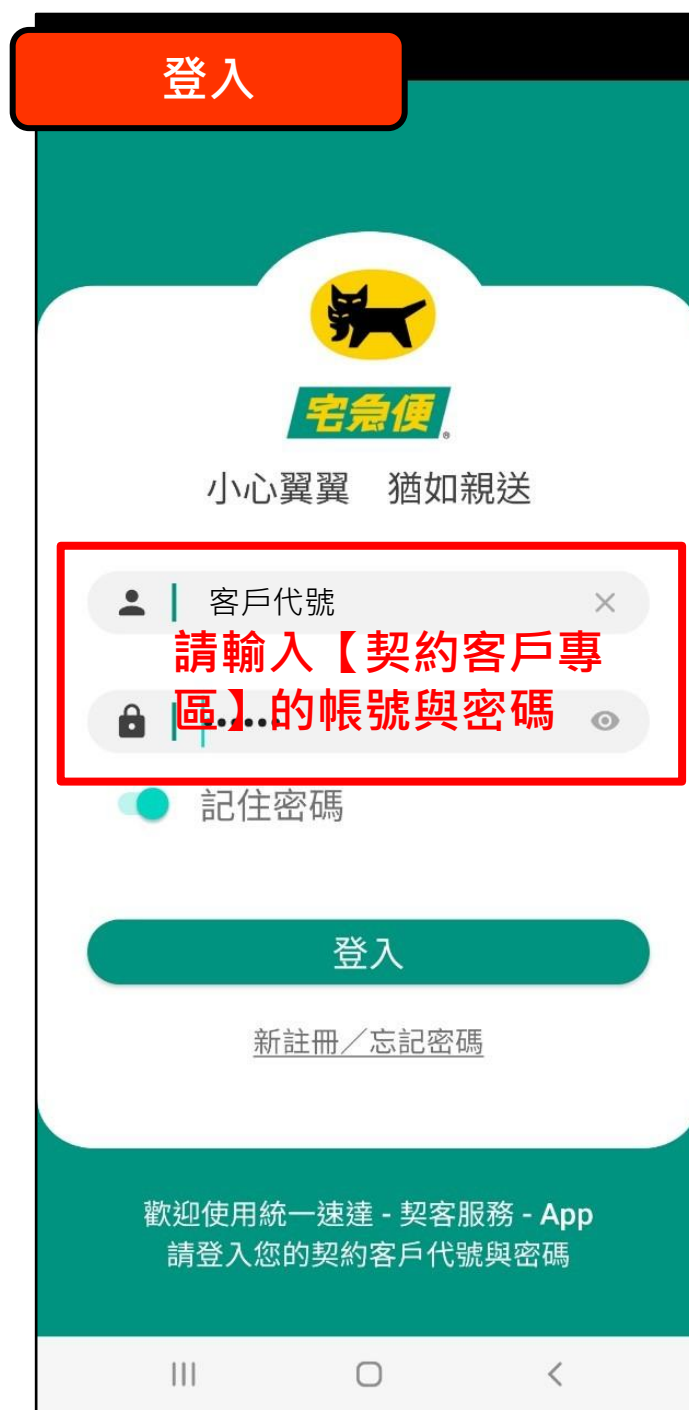 登入
宅急便
小心翼翼 猶如親送
客戶代號
請輸入【契約客戶專
區】的帳號與密碼
記住密碼
登入
新註冊／忘記密碼
歡迎使用統一速達 - 契客服務 - App
請登入您的契約客戶代號與密碼